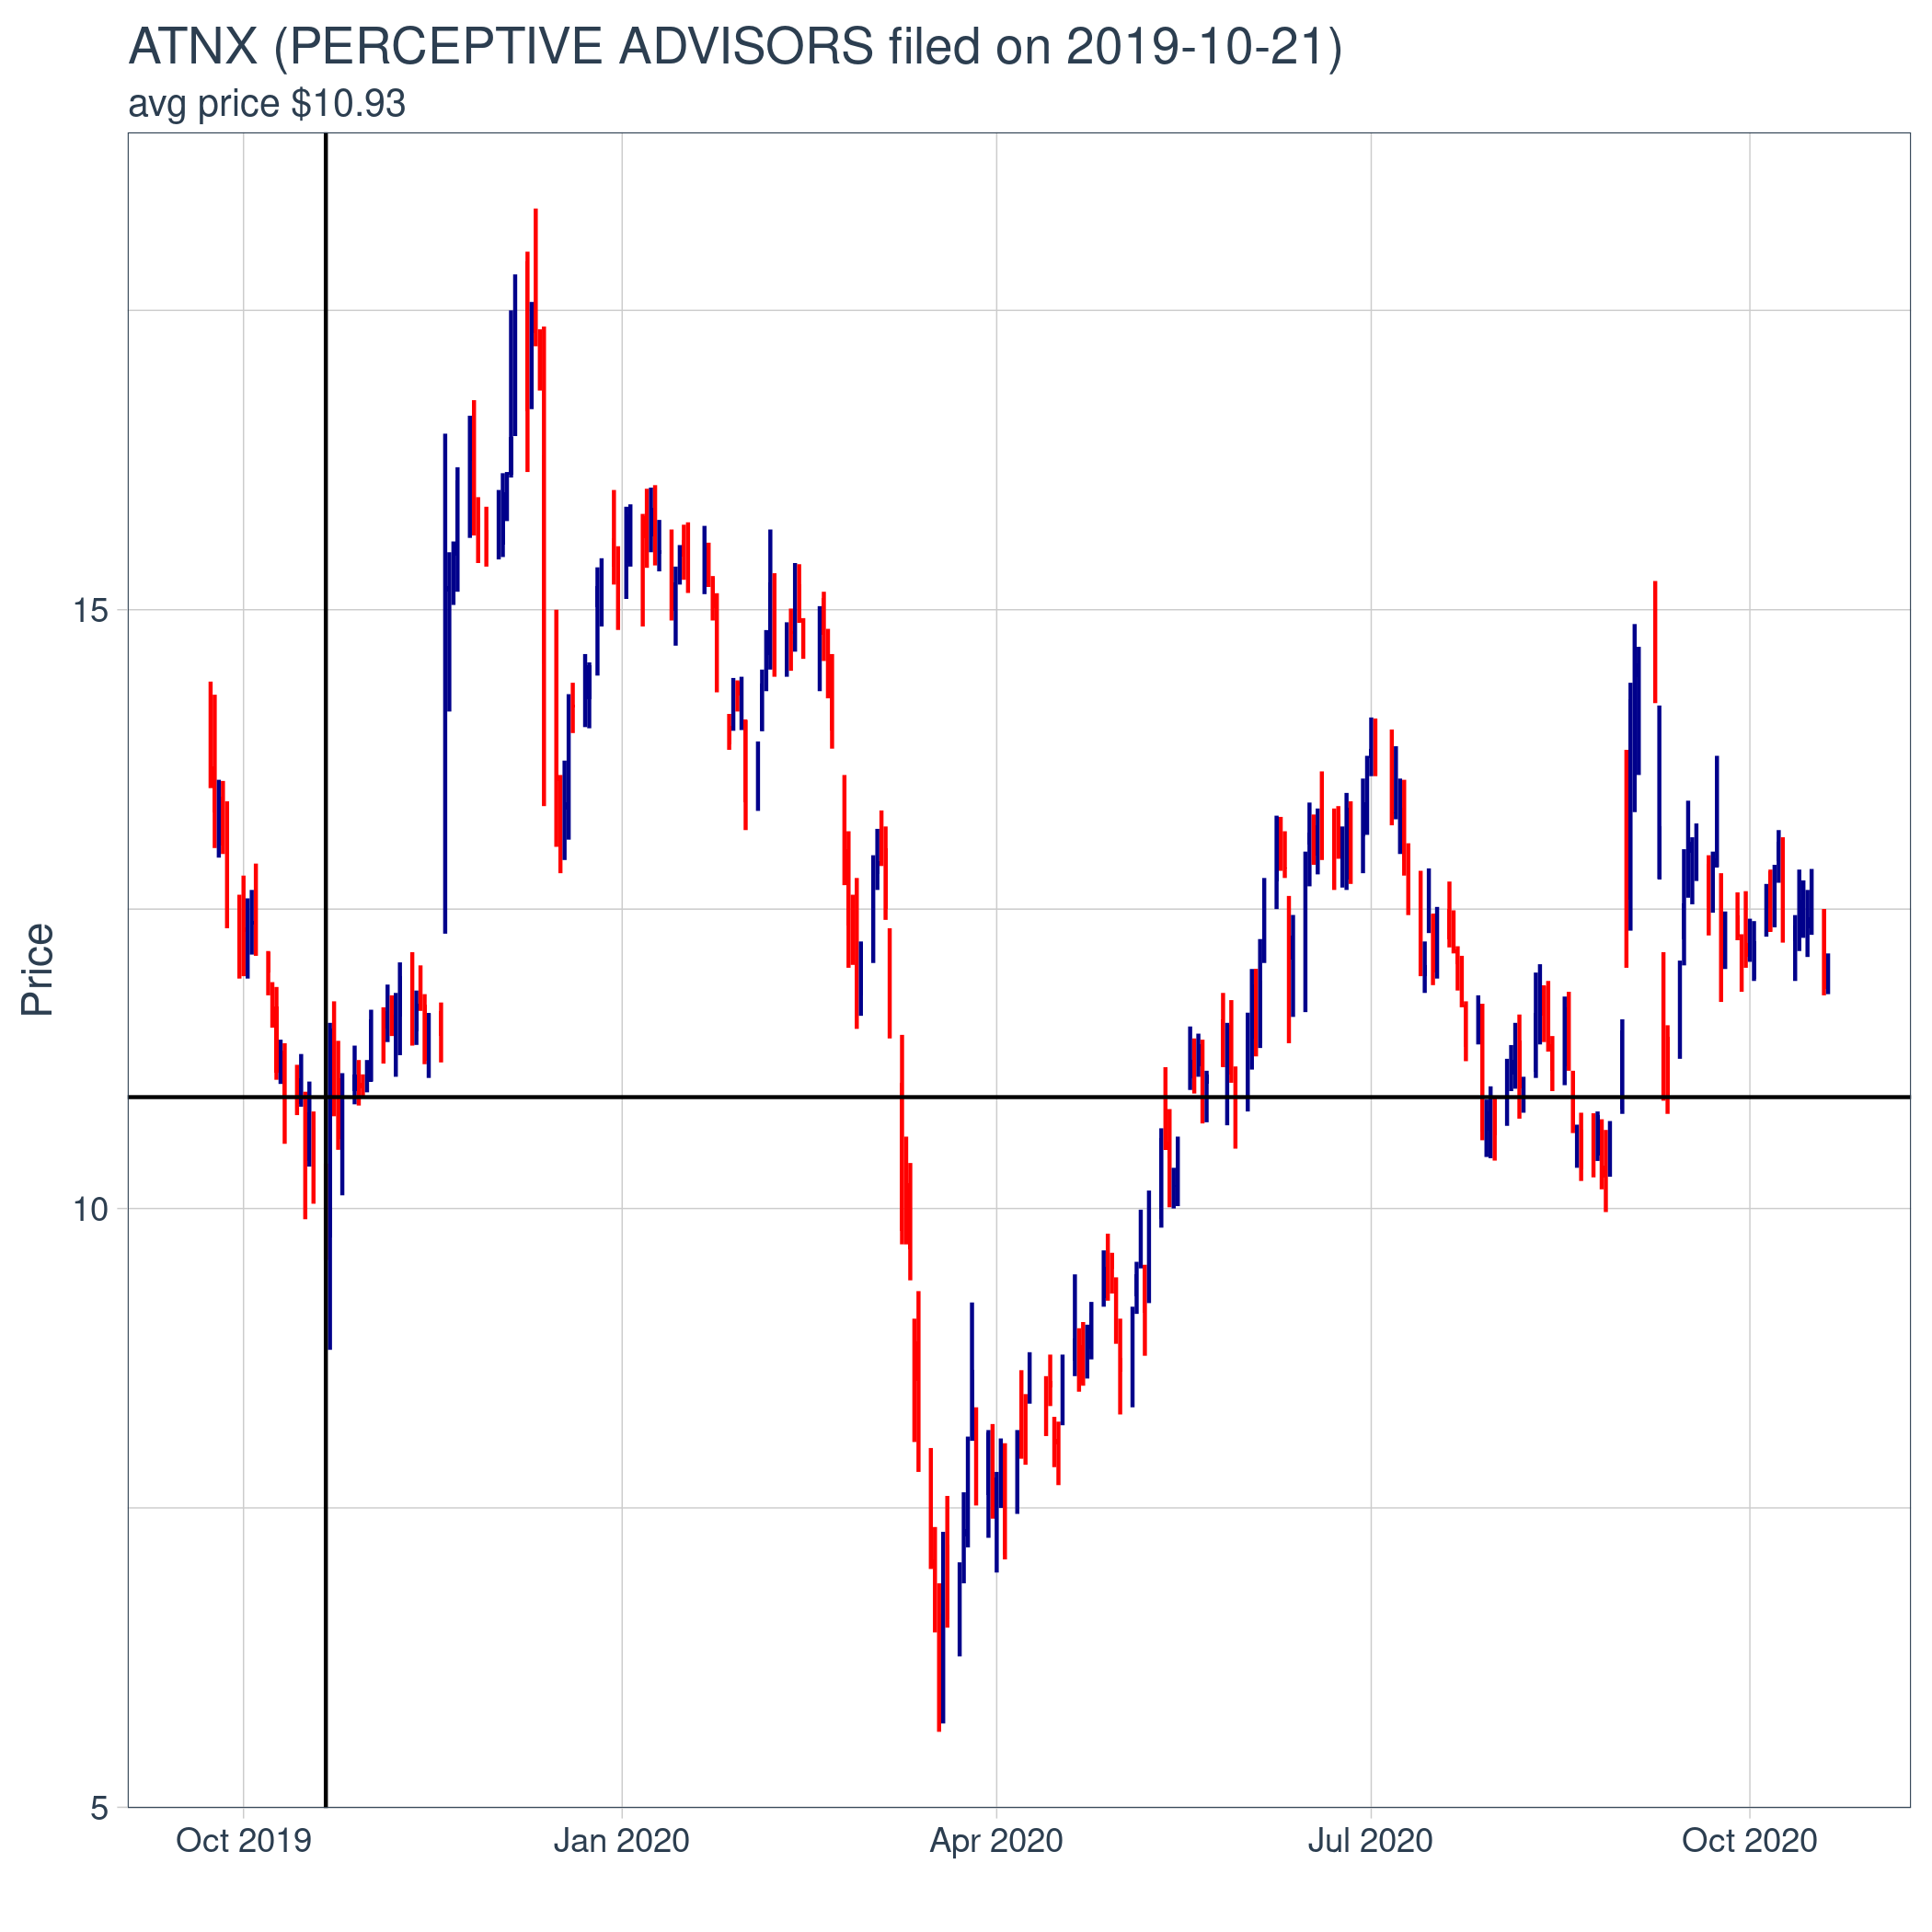 ATNX (PERCEPTIVE ADVISORS filed on 2019-10-21)
avg price $10.93
Price
15
10
5
Oct 2019 Jan 2020 Apr 2020 Jul 2020 Oct 2020